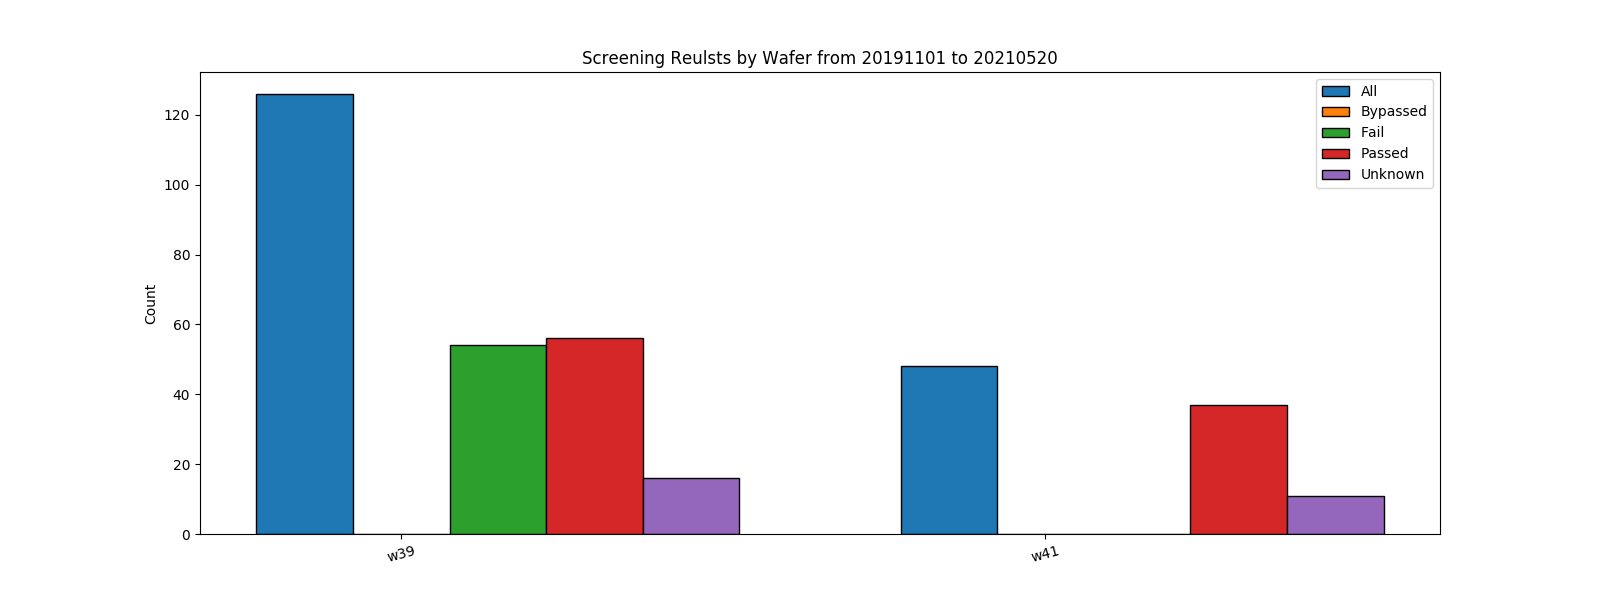 Screening Reulsts by Wafer from 20191101 to 20210520
All
Bypassed
Fail
Passed
Unknown
120
100
80
60
40
20
0
Count
w39
w41